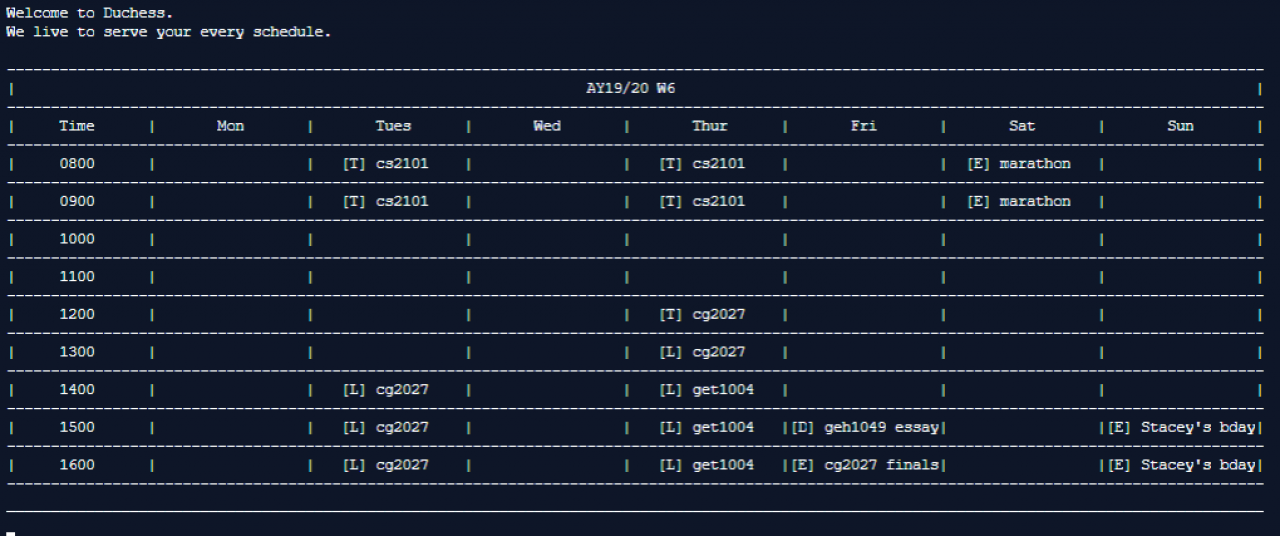 Welcome to Duchess.
We live to serve your every schedule.
AY19/20 W6
| Time | Mon | Tues | Wed | Thur | Fri | Sat | Sun |
| 0800 | | [T] cs2101 | | [T] cs2101 | | [E] marathon | |
| 0900 | | [T] cs2101 | | [T] cs2101 | | [E] marathon | |
| 1000 | | | | | | | |
| 1100 | | | | | | | |
| 1200 | | | | [T] cg2027 | | | |
| 1300 | | | | [L] cg2027 | | | |
| 1400 | | [L] cg2027 | | [L] get1004 | | | |
| 1500 | | [L] cg2027 | | [L] get1004 |[D] geh1049 essay| |[E] Stacey's bday|
| 1600 | | [L] cg2027 | | [L] get1004 |[E] cg2027 finals| |[E] Stacey's bday|